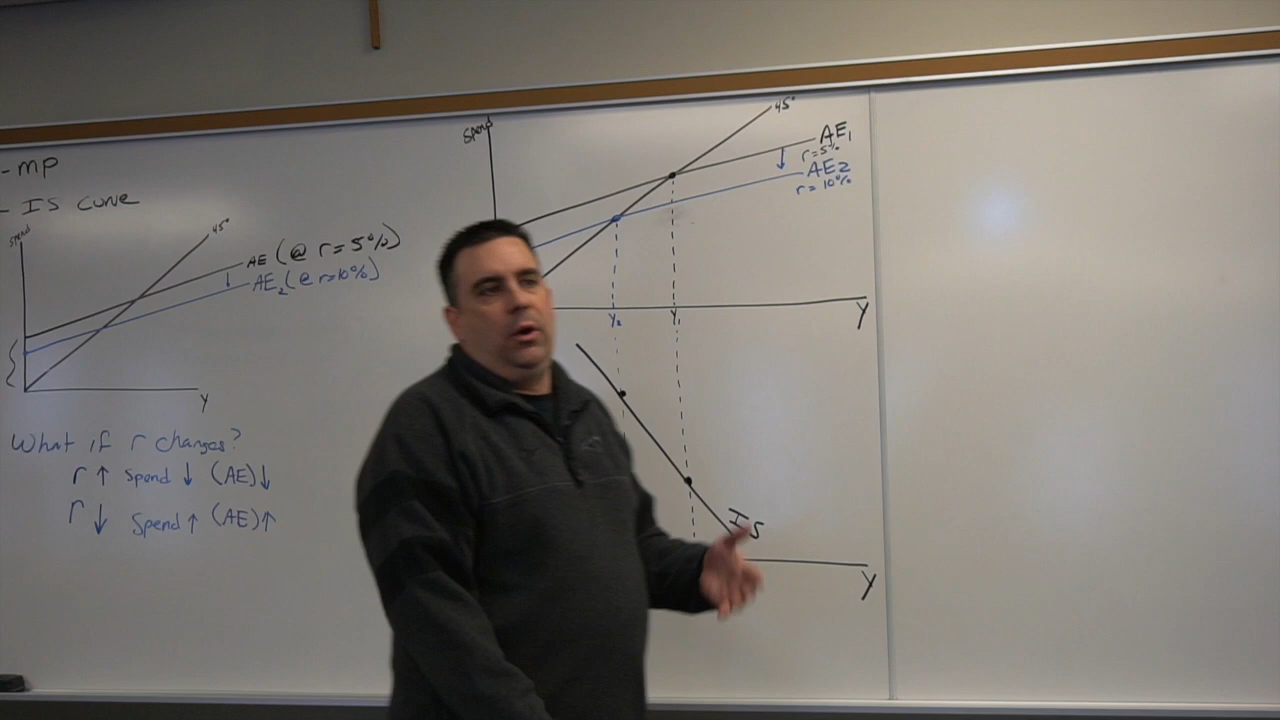 -MP
- IS curve
Spend
45°
AE (@ r=5%)
AE2 (@ r=10%)
Y
What if r changes?
r ↑ Spend ↓ (AE)↓
r ↓ Spend ↑ (AE)↑
Spend
45°
AE1
r=5%
AE2
r=10%
Y2
Y1
Y
IS
Y